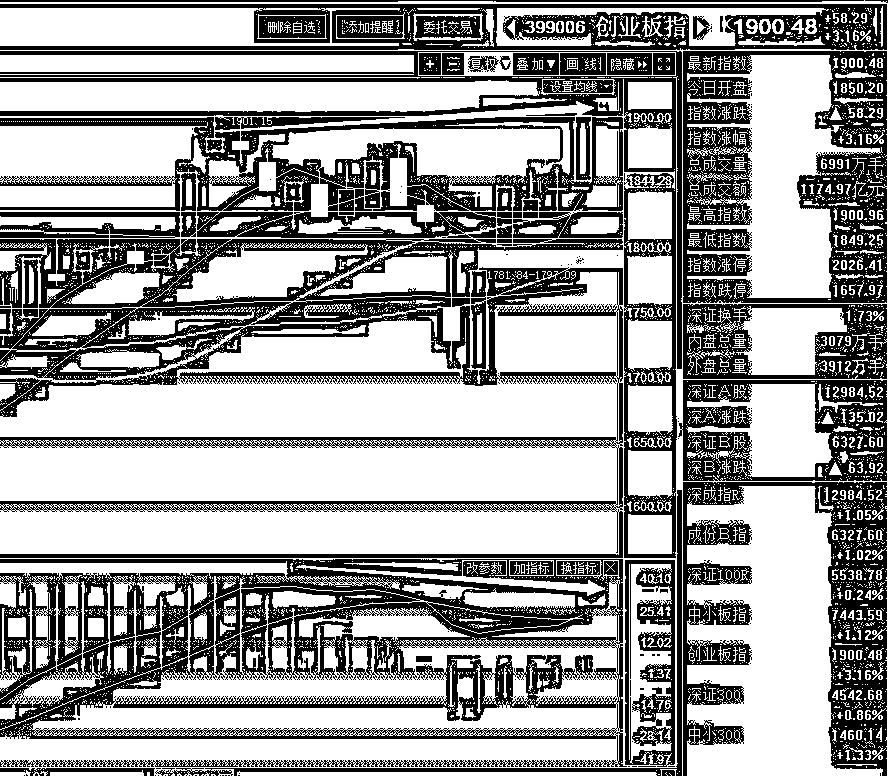 删除自选 添加提醒 委托交易 399006 创业板指 1900.48 +58.29 +3.16%
复权 叠加 画线 隐藏
设置均线
1901.15
1900.00
1844.29
1800.00
1781.84-1797.09
1750.00
1700.00
1650.00
1600.00
改参数 加指标 换指标
40.10
25.41
12.02
-1.37
-14.76
-28.14
-41.97
最新指数 1900.48
今日开盘 1850.20
指数涨跌 58.29
指数涨幅 +3.16%
总成交量 6991万手
总成交额 1174.97亿元
最高指数 1900.96
最低指数 1849.25
指数涨停 2026.41
指数跌停 1657.97
深证换手 1.73%
内盘总量 3079万手
外盘总量 3912万手
深证A股 12984.52
深A涨跌 135.02
深证B股 6327.60
深B涨跌 63.92
深成指R 12984.52
+1.05%
成份B指 6327.60
+1.02%
深证100R 5538.78
+0.24%
中小板指 7443.59
+1.12%
创业板指 1900.48
+3.16%
深证300 4542.68
+0.86%
中小300 1460.14
+1.33%